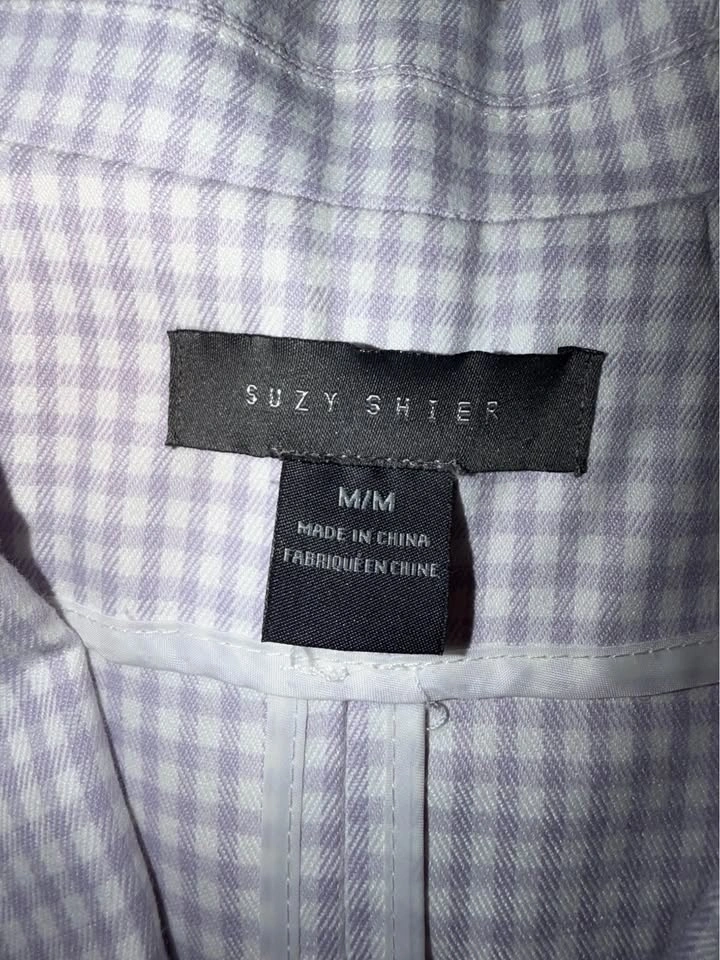 SUZY SHIER
M/M
MADE IN CHINA
FABRIQUÉ EN CHINE